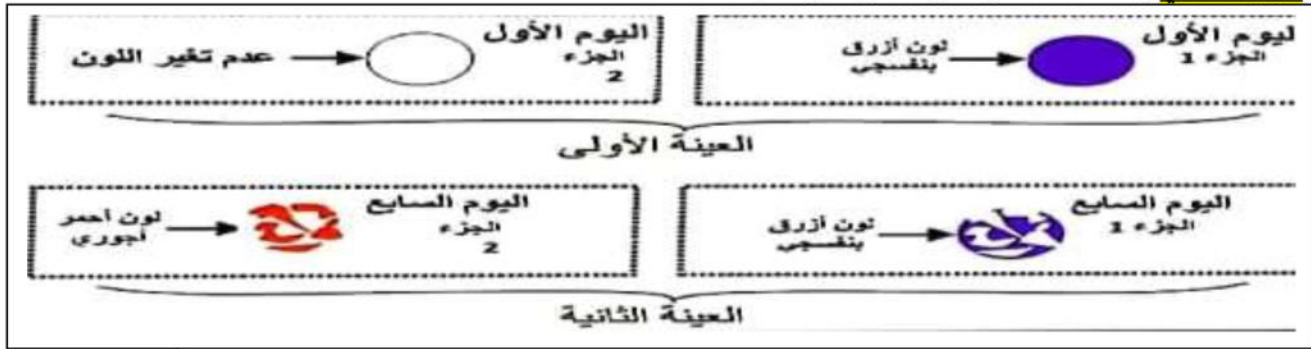 ليوم الأول
الجزء 1
لون أزرق
بنفسجي
اليوم الأول
الجزء
2
عدم تغير اللون
العينة الأولى
اليوم السابع
الجزء 1
لون أزرق
بنفسجي
اليوم السابع
الجزء
2
لون أحمر
أجوري
العينة الثانية